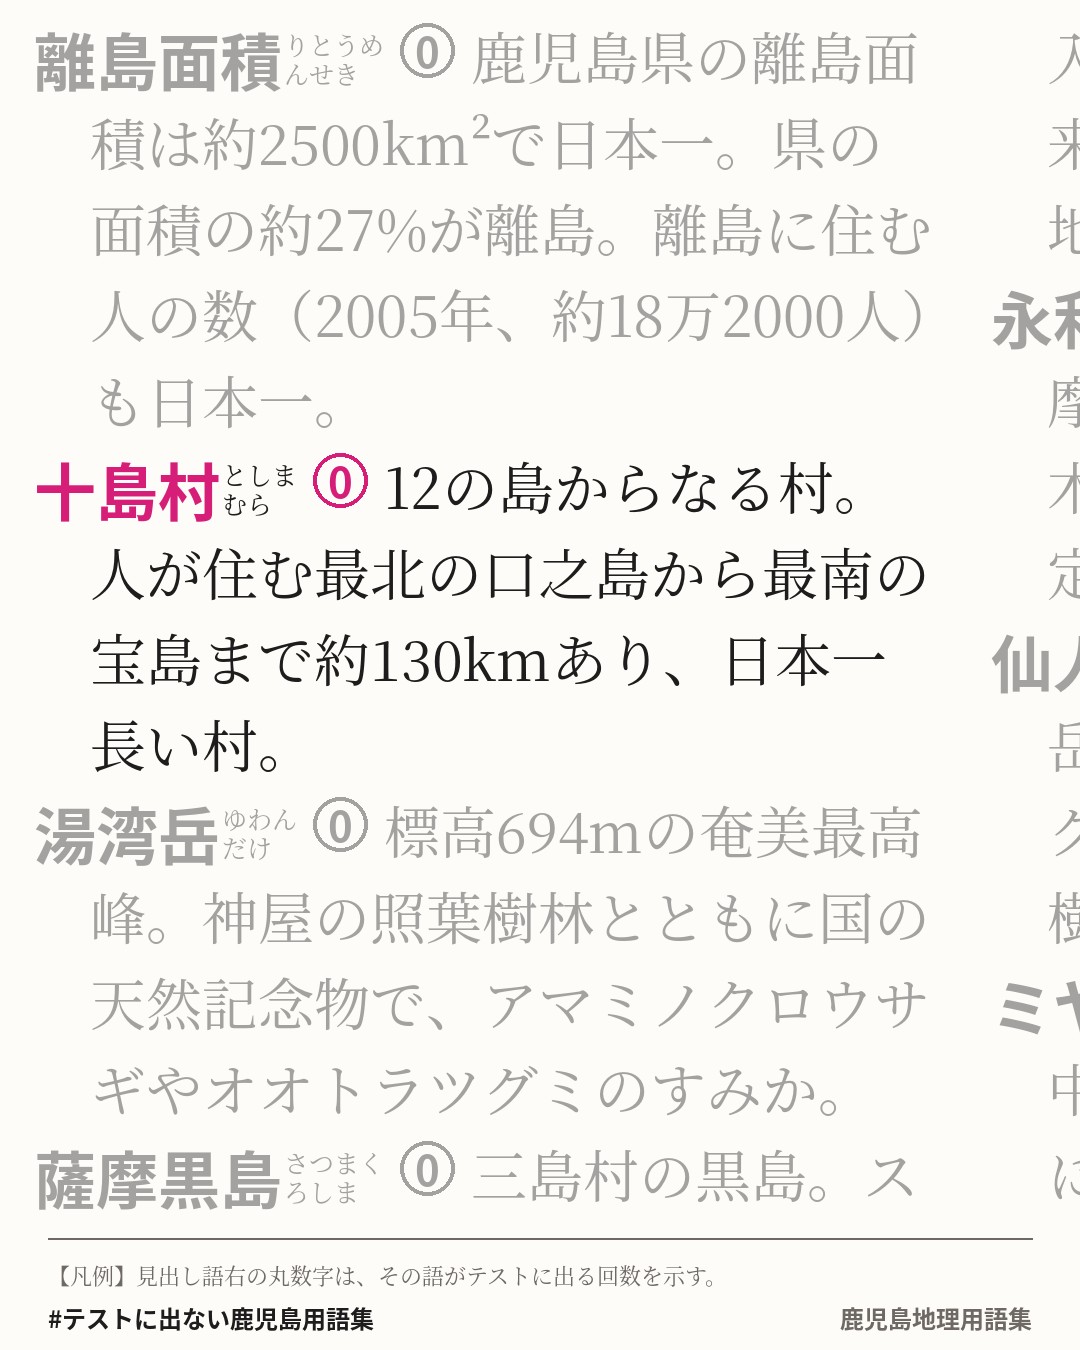 離島面積 りとうめんせき ⓪ 鹿児島県の離島面
積は約2500km²で日本一。県の
面積の約27%が離島。離島に住む
人の数（2005年、約18万2000人）
も日本一。
十島村 としまむら ⓪ 12の島からなる村。
人が住む最北の口之島から最南の
宝島まで約130kmあり、日本一
長い村。
湯湾岳 ゆわんだけ ⓪ 標高694mの奄美最高
峰。神屋の照葉樹林とともに国の
天然記念物で、アマミノクロウサ
ギやオオトラツグミのすみか。
薩摩黒島 さつまくろしま ⓪ 三島村の黒島。ス
来
地
永
摩
定
仙
岳
ク
樹
ミ
中
に
【凡例】見出し語右の丸数字は、その語がテストに出る回数を示す。
#テストに出ない鹿児島用語集
鹿児島地理用語集